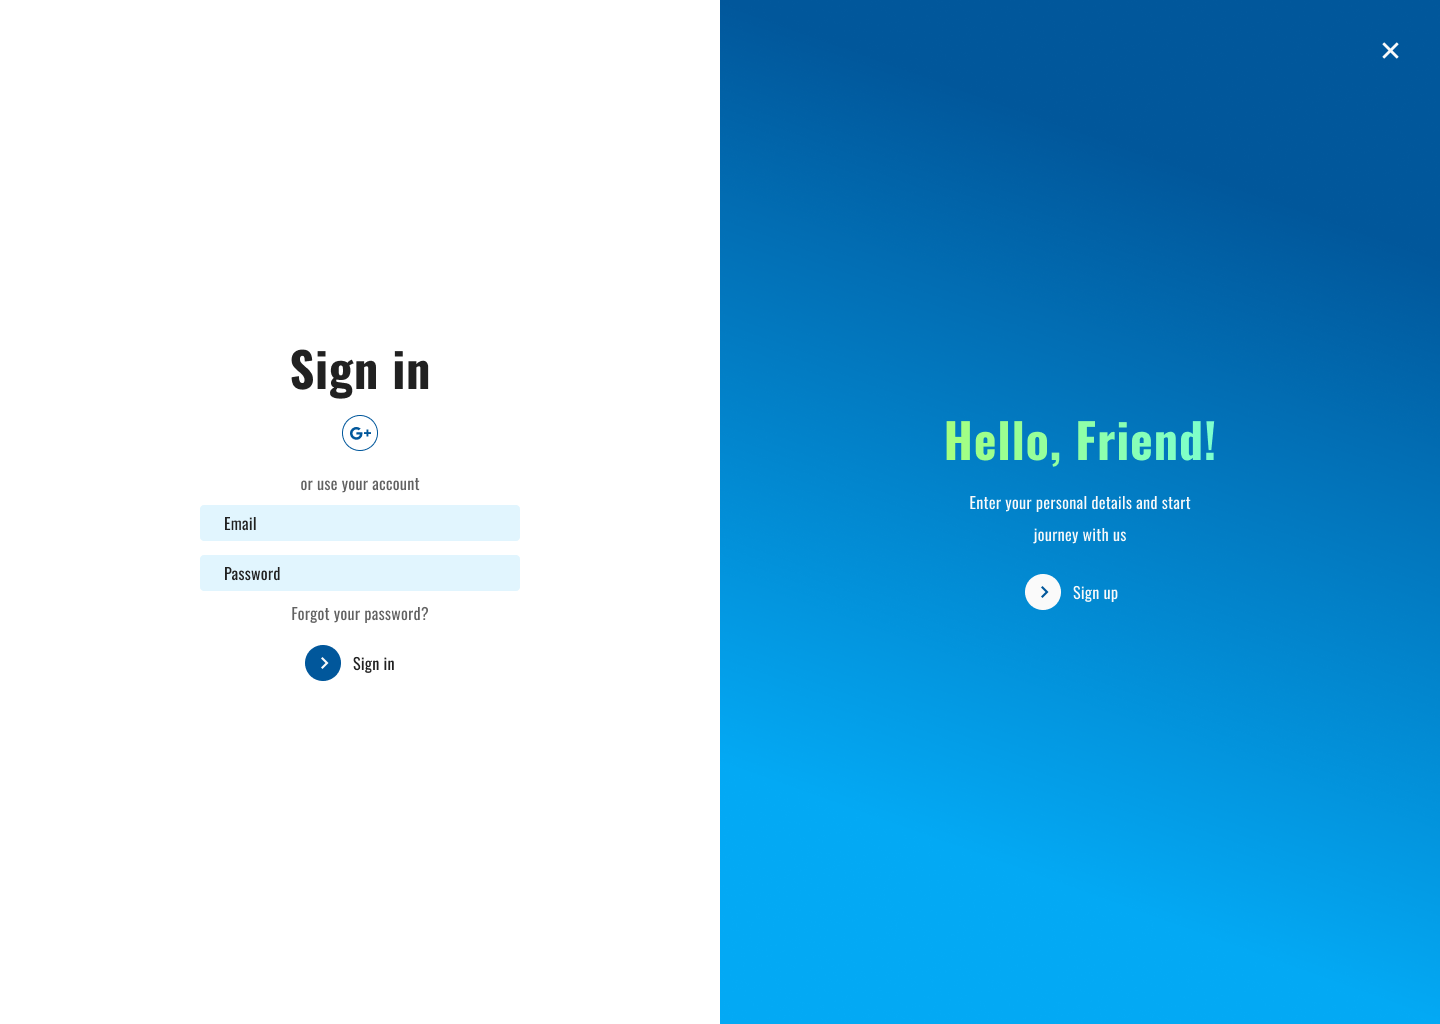 Sign in
G+
or use your account
Email
Password
Forgot your password?
Sign in
Hello, Friend!
Enter your personal details and start
journey with us
Sign up